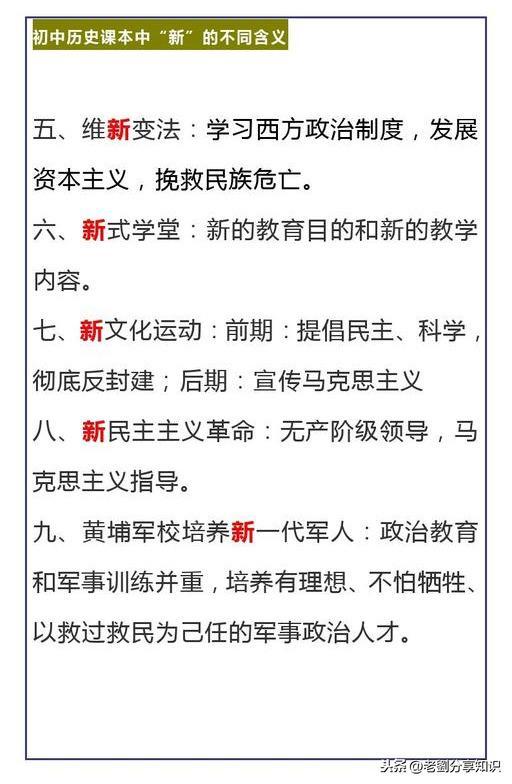 初中历史课本中“新”的不同含义
五、维新变法：学习西方政治制度，发展
资本主义，挽救民族危亡。
六、新式学堂：新的教育目的和新的教学
内容。
七、新文化运动：前期：提倡民主、科学，
彻底反封建；后期：宣传马克思主义
八、新民主主义革命：无产阶级领导，马
克思主义指导。
九、黄埔军校培养新一代军人：政治教育
和军事训练并重，培养有理想、不怕牺牲、
以救过救民为己任的军事政治人才。
头条@老劉分享知识